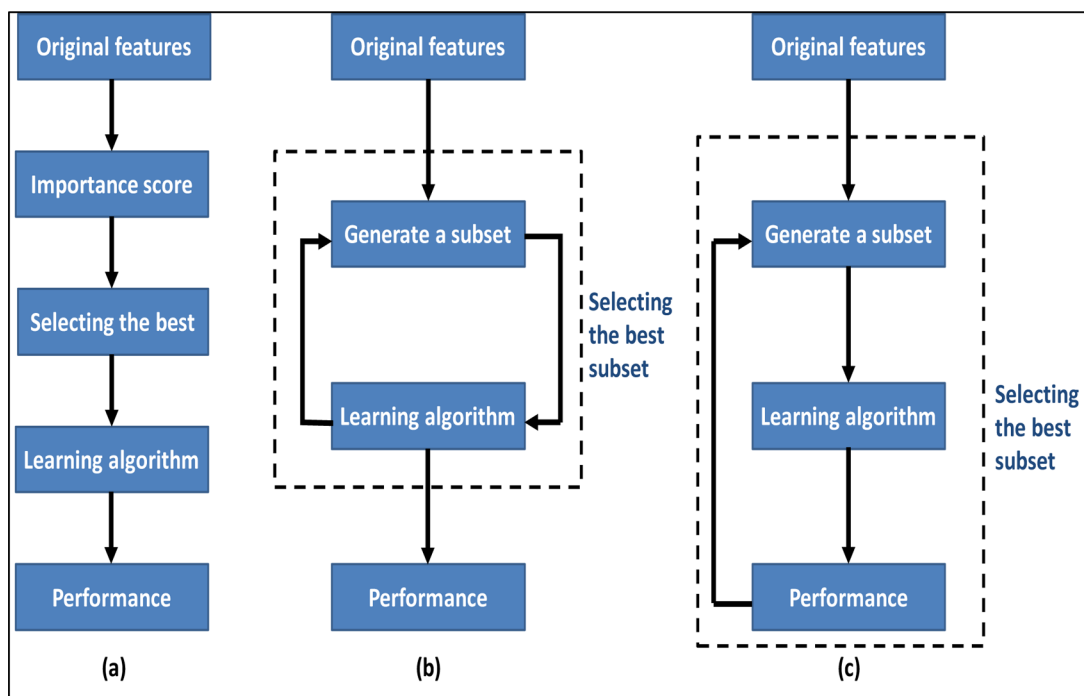 Original features
Importance score
Selecting the best
Learning algorithm
Performance
(a)
Original features
Generate a subset
Learning algorithm
Selecting
the best
subset
Performance
(b)
Original features
Generate a subset
Learning algorithm
Performance
Selecting
the best
subset
(c)